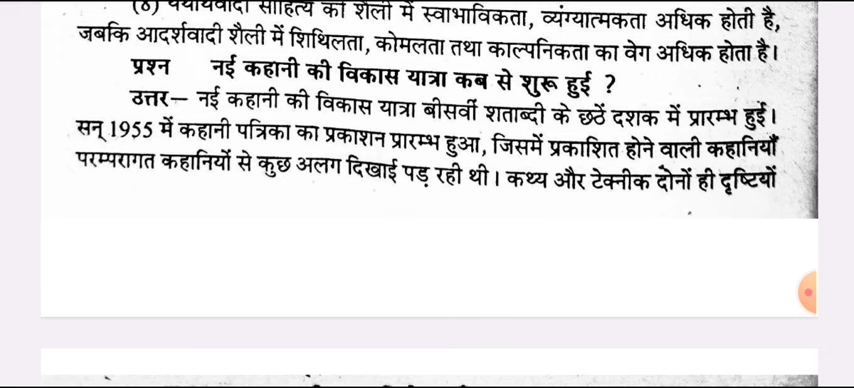 (8) यथार्थवादी साहित्य की शैली में स्वाभाविकता, व्यंग्यात्मकता अधिक होती है,
जबकि आदर्शवादी शैली में शिथिलता, कोमलता तथा काल्पनिकता का वेग अधिक होता है।
प्रश्न नई कहानी की विकास यात्रा कब से शुरू हुई ?
उत्तर— नई कहानी की विकास यात्रा बीसवीं शताब्दी के छठें दशक में प्रारम्भ हुई।
सन् 1955 में कहानी पत्रिका का प्रकाशन प्रारम्भ हुआ, जिसमें प्रकाशित होने वाली कहानियाँ
परम्परागत कहानियों से कुछ अलग दिखाई पड़ रही थी। कथ्य और टेक्नीक दोनों ही दृष्टियों